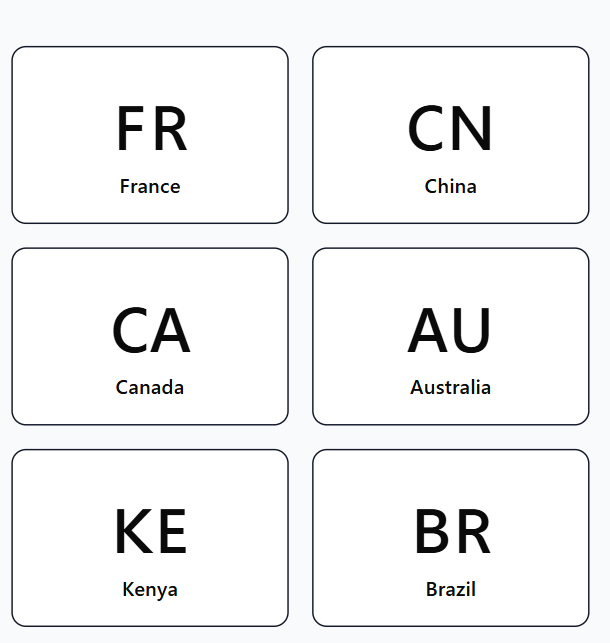 FR
France
CN
China
CA
Canada
AU
Australia
KE
Kenya
BR
Brazil